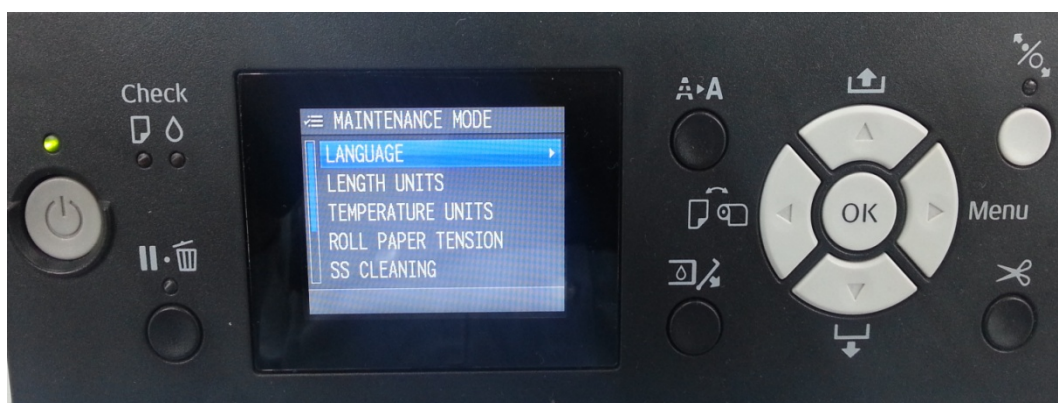 Check
MAINTENANCE MODE
LANGUAGE
LENGTH UNITS
TEMPERATURE UNITS
ROLL PAPER TENSION
SS CLEANING
A▸A
OK
Menu
%